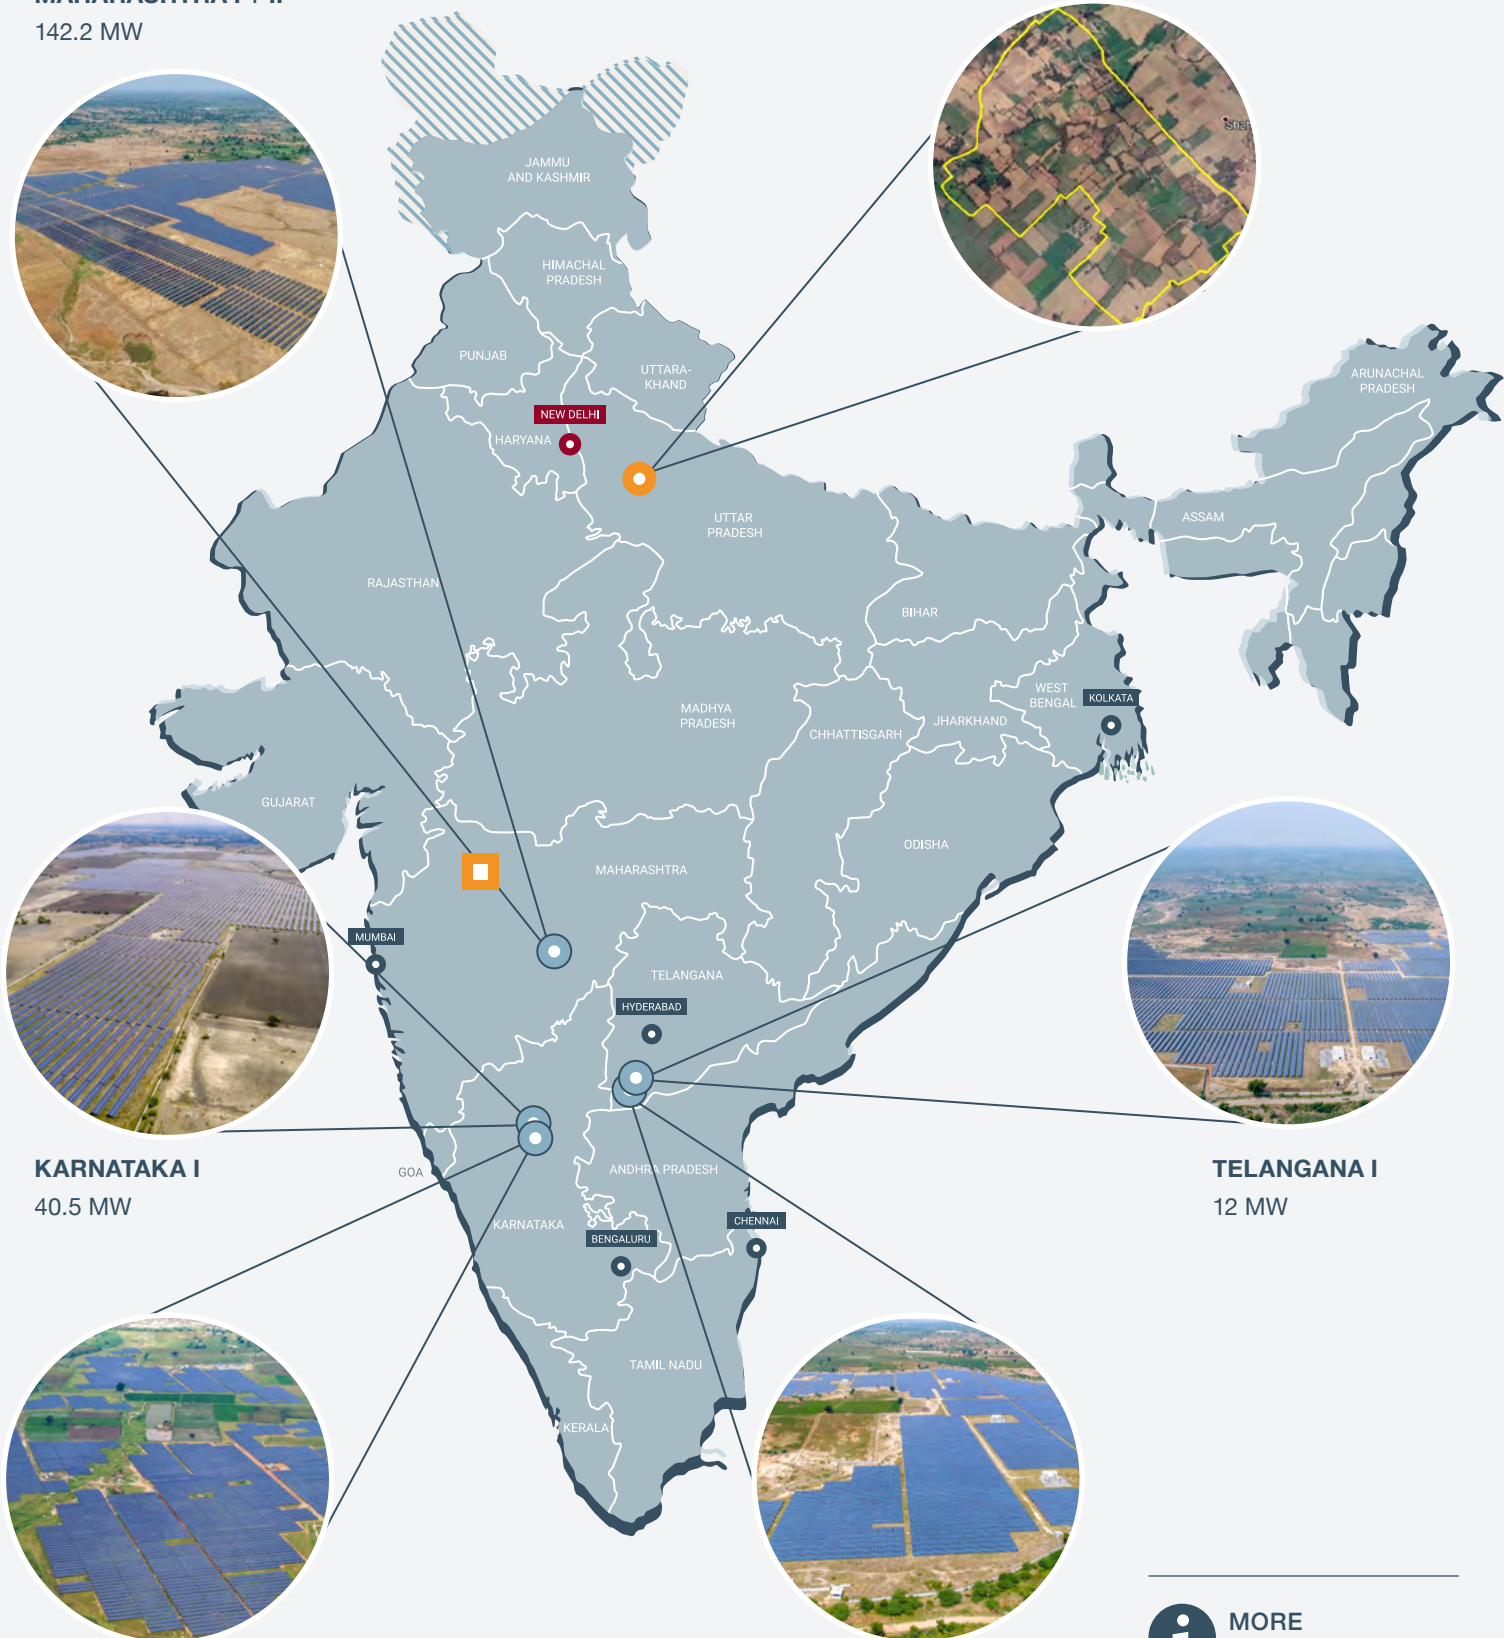 142.2 MW
JAMMU
AND KASHMIR
HIMACHAL
PRADESH
PUNJAB
UTTARA-
KHAND
ARUNACHAL
PRADESH
NEW DELHI
HARYANA
UTTAR
PRADESH
ASSAM
RAJASTHAN
BIHAR
WEST
BENGAL
KOLKATA
MADHYA
PRADESH
JHARKHAND
CHHATTISGARH
GUJARAT
ODISHA
MAHARASHTRA
MUMBAI
TELANGANA
HYDERABAD
KARNATAKA I
40.5 MW
TELANGANA I
12 MW
GOA
ANDHRA PRADESH
KARNATAKA
CHENNAI
BENGALURU
TAMIL NADU
KERALA
MORE